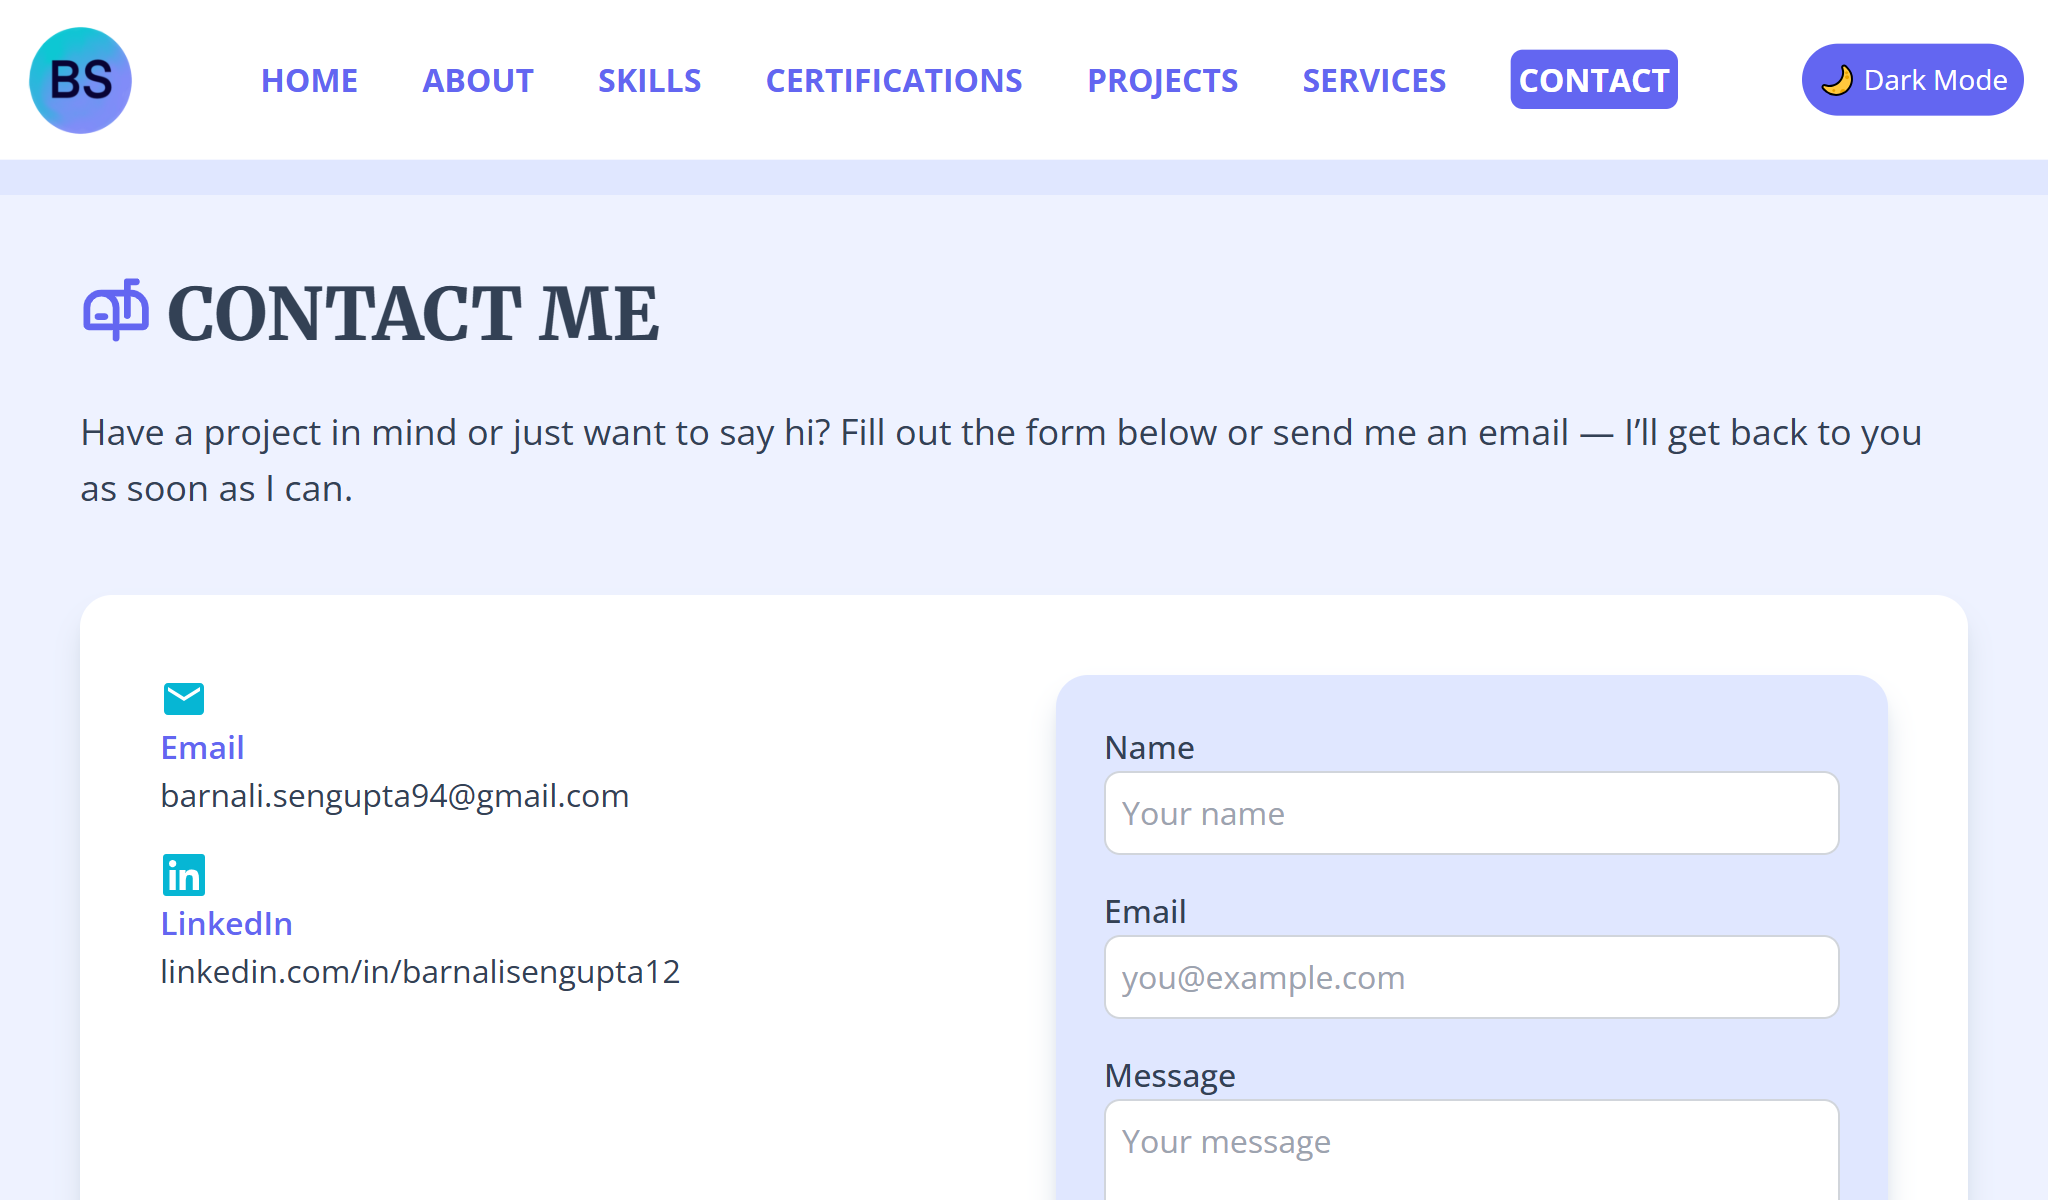 BS
HOME ABOUT SKILLS CERTIFICATIONS PROJECTS SERVICES CONTACT 🌙 Dark Mode
CONTACT ME
Have a project in mind or just want to say hi? Fill out the form below or send me an email — I’ll get back to you
as soon as I can.
Email
barnali.sengupta94@gmail.com
in
LinkedIn
linkedin.com/in/barnalisengupta12
Name
Your name
Email
you@example.com
Message
Your message